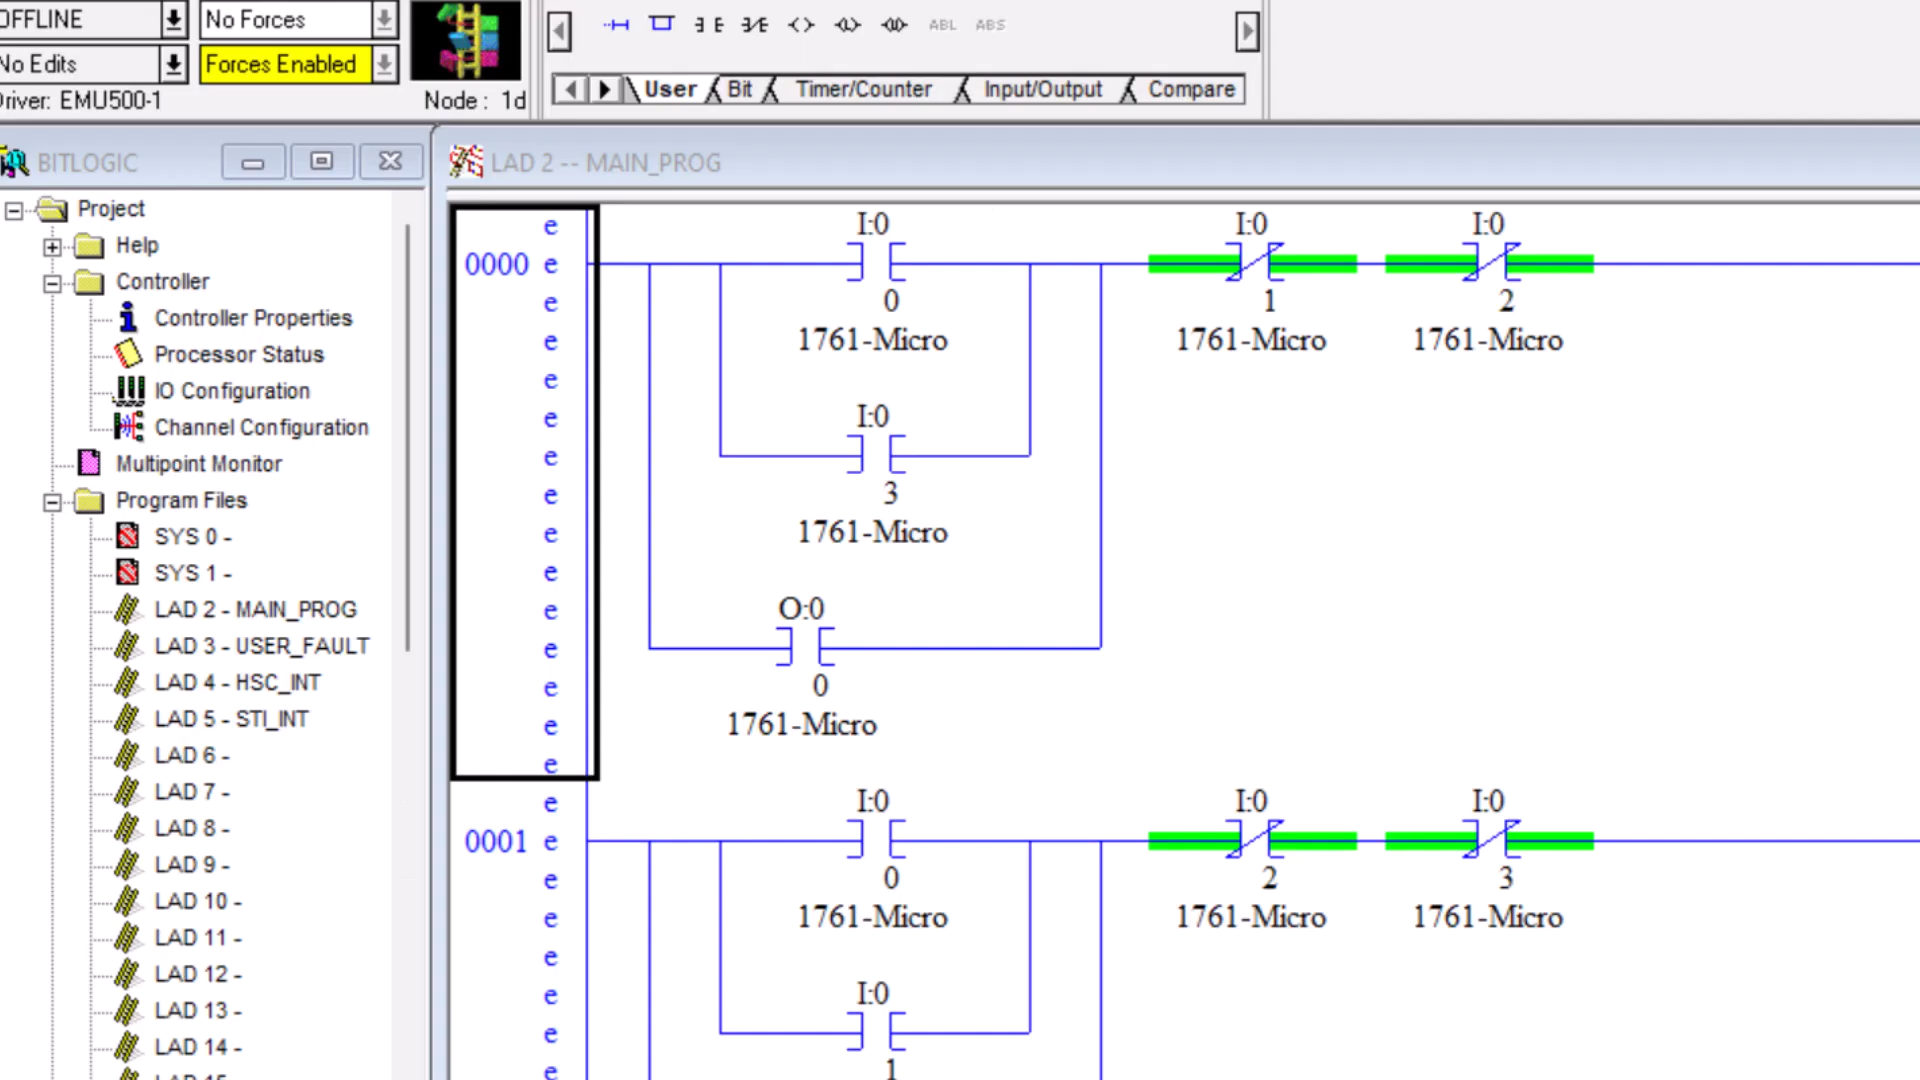 OFFLINE
No Forces
No Edits
Forces Enabled
Driver: EMU500-1
Node : 1d
ABL ABS
User Bit Timer/Counter Input/Output Compare
BITLOGIC
LAD 2 -- MAIN_PROG
Project
Help
Controller
Controller Properties
Processor Status
IO Configuration
Channel Configuration
Multipoint Monitor
Program Files
SYS 0 -
SYS 1 -
LAD 2 - MAIN_PROG
LAD 3 - USER_FAULT
LAD 4 - HSC_INT
LAD 5 - STI_INT
LAD 6 -
LAD 7 -
LAD 8 -
LAD 9 -
LAD 10 -
LAD 11 -
LAD 12 -
LAD 13 -
LAD 14 -
LAD 15 -
e
0000 e
e
e
e
e
e
e
e
e
e
e
e
e
e
e
0001 e
e
e
e
e
e
e
I:0 I:0 I:0
0 1 2
1761-Micro 1761-Micro 1761-Micro
I:0
3
1761-Micro
O:0
0
1761-Micro
I:0 I:0 I:0
0 2 3
1761-Micro 1761-Micro 1761-Micro
I:0
1